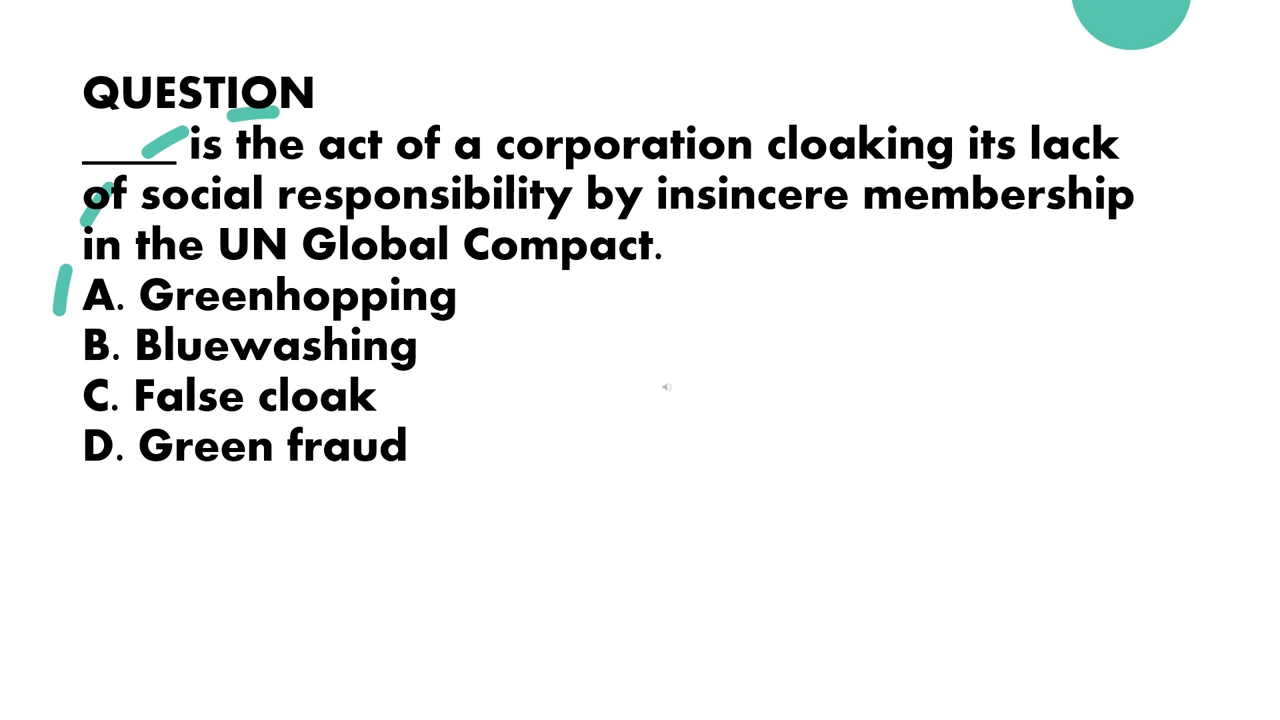 QUESTION
_____ is the act of a corporation cloaking its lack
of social responsibility by insincere membership
in the UN Global Compact.
A. Greenhopping
B. Bluewashing
C. False cloak
D. Green fraud